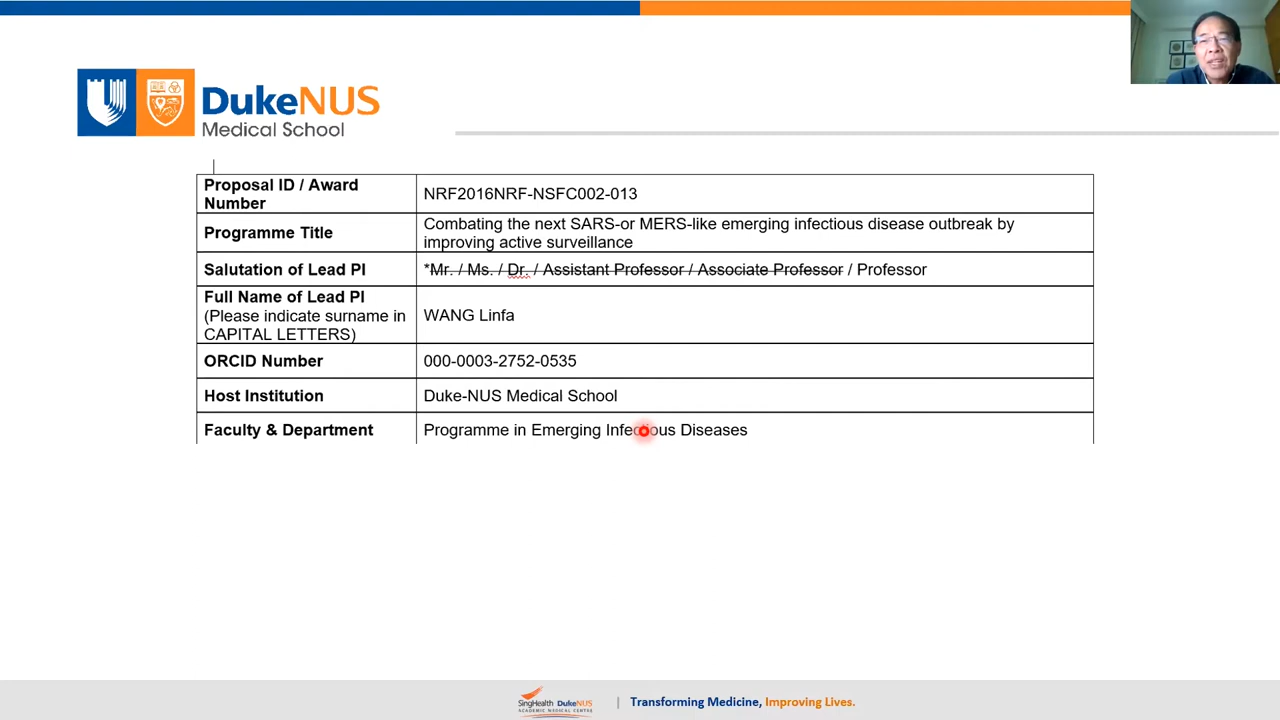 DukeNUS
Medical School
Proposal ID / Award
Number
NRF2016NRF-NSFC002-013
Programme Title
Combating the next SARS-or MERS-like emerging infectious disease outbreak by
improving active surveillance
Salutation of Lead PI
*Mr. / Ms. / Dr. / Assistant Professor / Associate Professor / Professor
Full Name of Lead PI
(Please indicate surname in
CAPITAL LETTERS)
WANG Linfa
ORCID Number
000-0003-2752-0535
Host Institution
Duke-NUS Medical School
Faculty & Department
Programme in Emerging Infectious Diseases
SingHealth DukeNUS
ACADEMIC MEDICAL CENTRE
Transforming Medicine, Improving Lives.